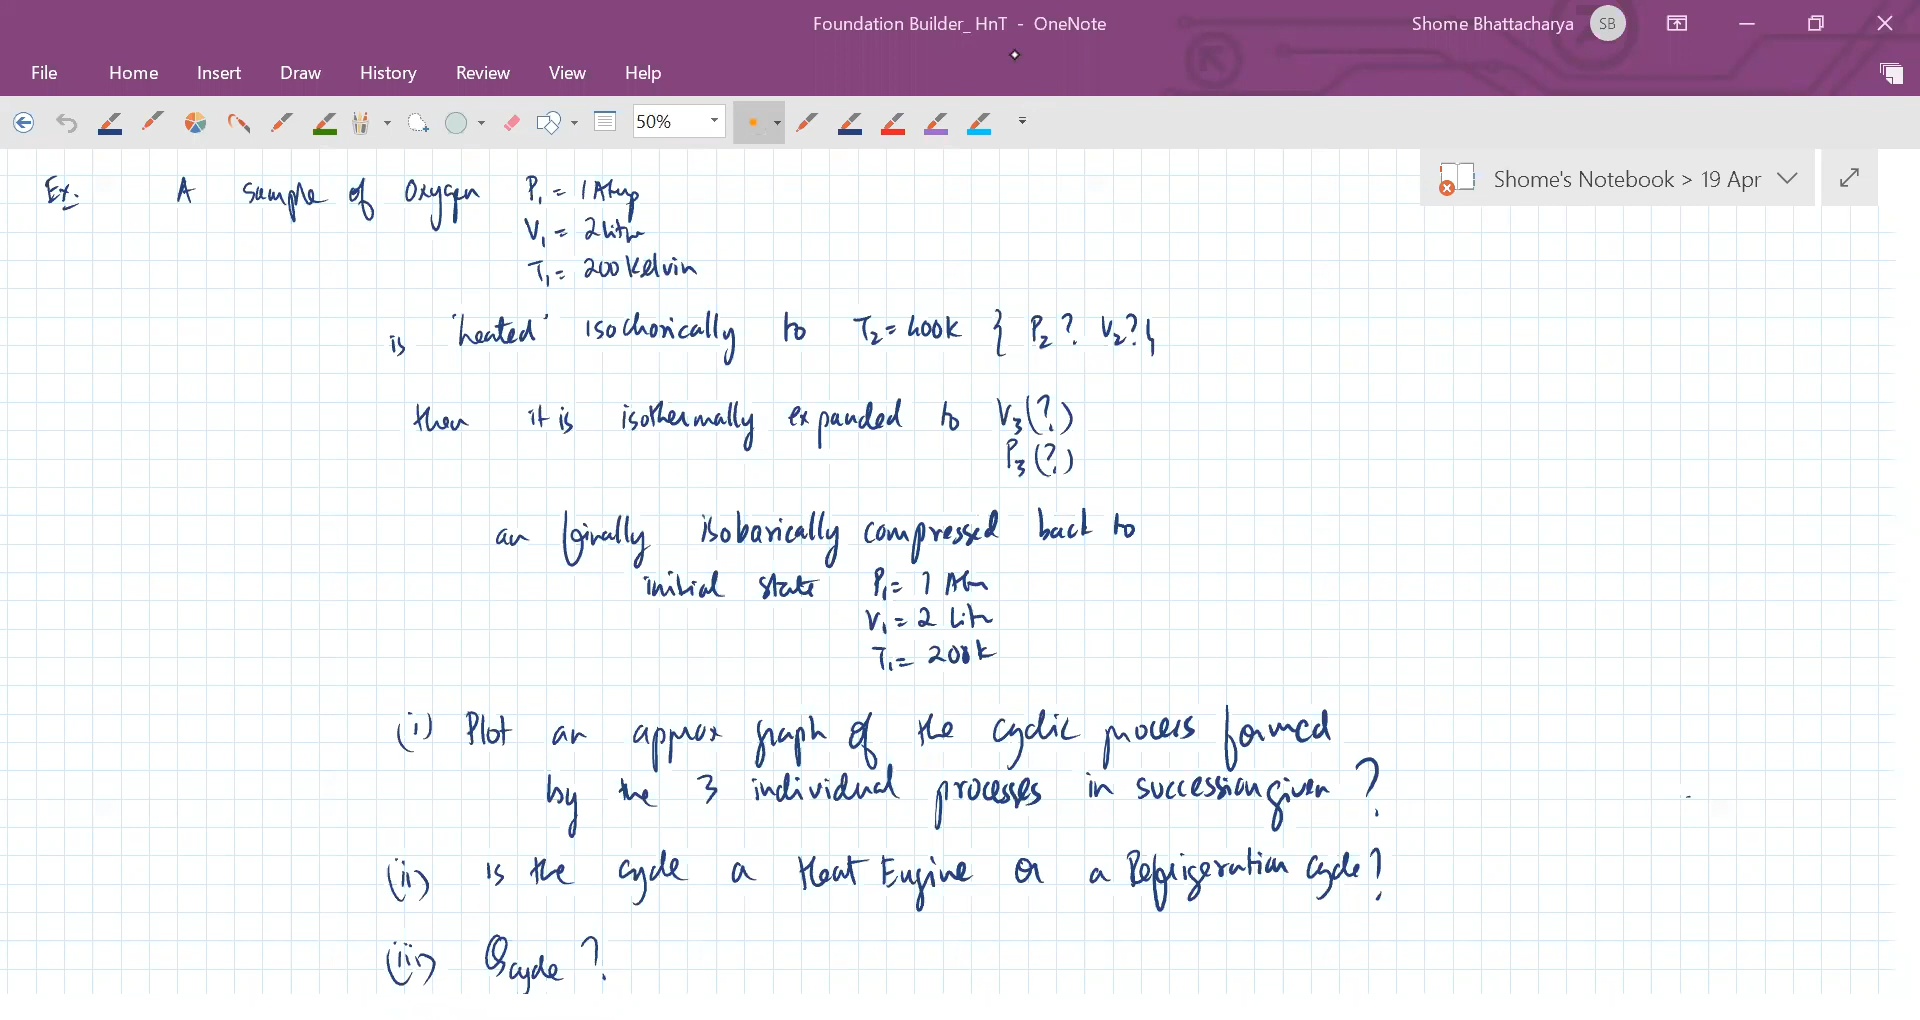 Foundation Builder_ HnT - OneNote
Shome Bhattacharya SB
File Home Insert Draw History Review View Help
50%
Shome's Notebook > 19 Apr
Ex. A sample of Oxygen P1 = 1 Atmp
V1 = 2 Litre
T1 = 200 Kelvin
is 'heated' isochorically to T2 = 400K { P2? V2? }
then it is isothermally expanded to V3(?)
P3(?)
an finally isobarically compressed back to
initial state P1 = 1 Atm
V1 = 2 Litr
T1 = 200K
(i) Plot an approx graph of the cyclic process formed
by the 3 individual processes in succession given?
(ii) is the cycle a Heat Engine or a Refrigeration Cycle?
(iii) Qcycle?